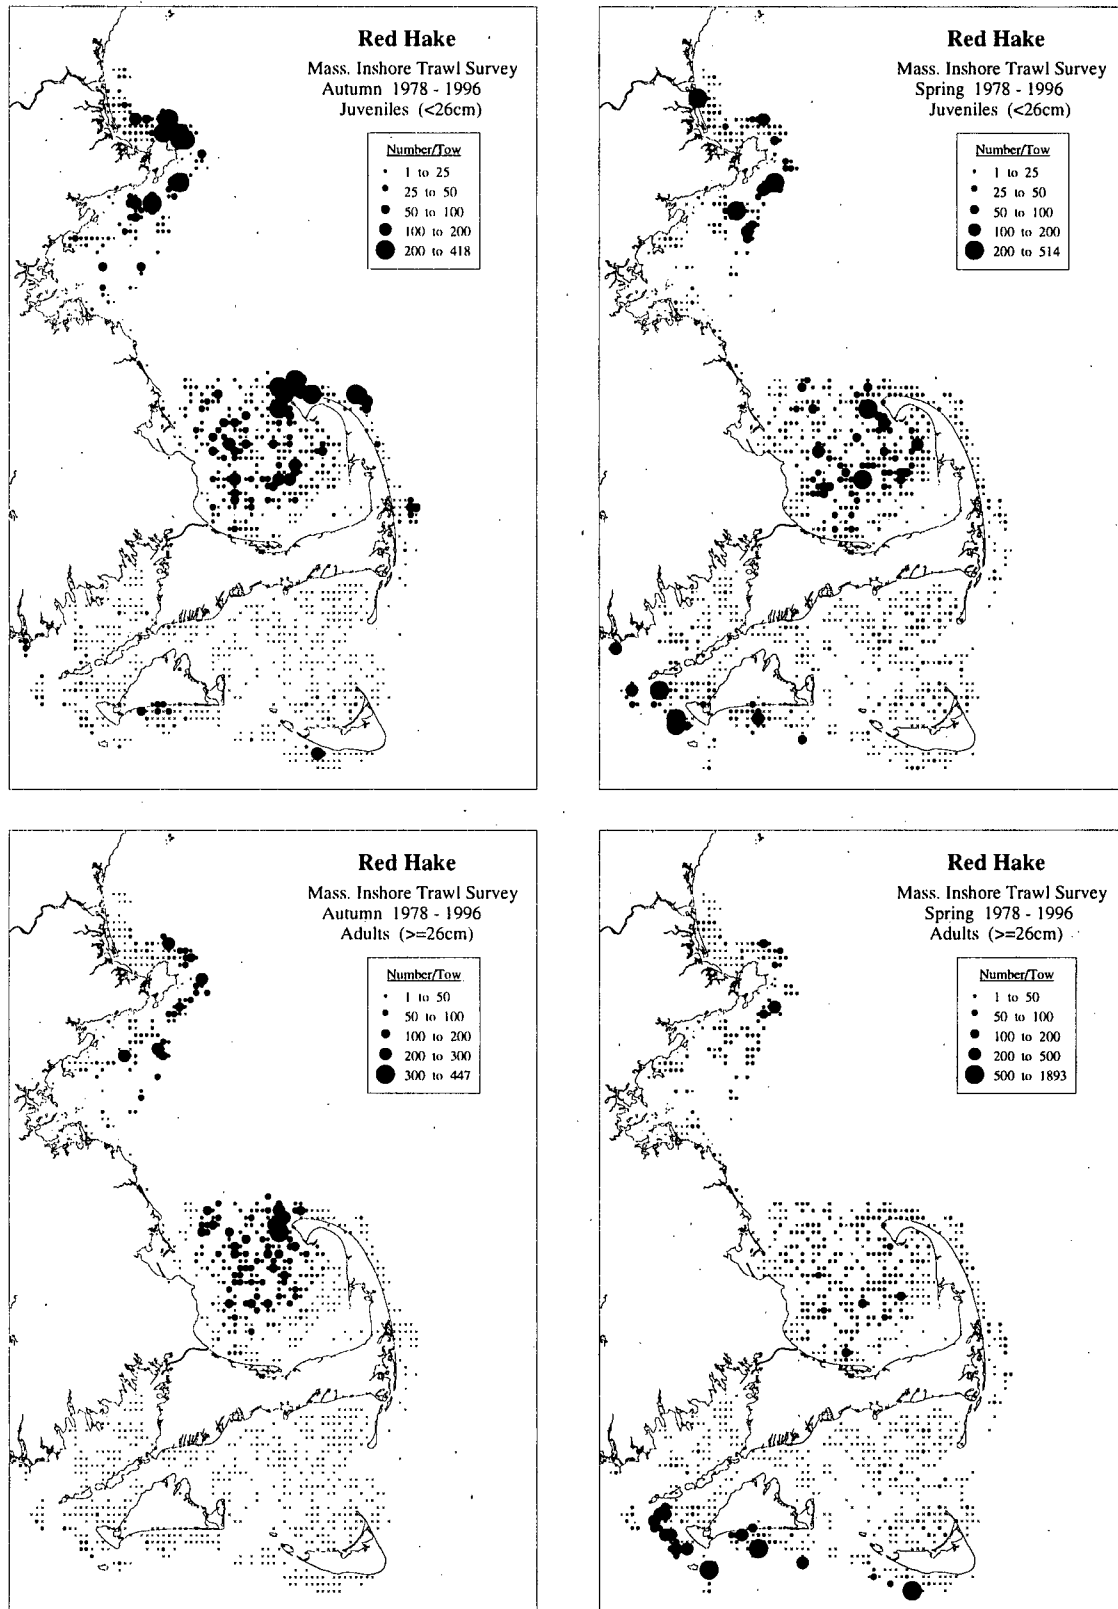 Red Hake
Mass. Inshore Trawl Survey
Autumn 1978 - 1996
Juveniles (<26cm)
Number/Tow
1 to 25
25 to 50
50 to 100
100 to 200
200 to 418
Red Hake
Mass. Inshore Trawl Survey
Spring 1978 - 1996
Juveniles (<26cm)
Number/Tow
1 to 25
25 to 50
50 to 100
100 to 200
200 to 514
Red Hake
Mass. Inshore Trawl Survey
Autumn 1978 - 1996
Adults (>=26cm)
Number/Tow
1 to 50
50 to 100
100 to 200
200 to 300
300 to 447
Red Hake
Mass. Inshore Trawl Survey
Spring 1978 - 1996
Adults (>=26cm)
Number/Tow
1 to 50
50 to 100
100 to 200
200 to 500
500 to 1893